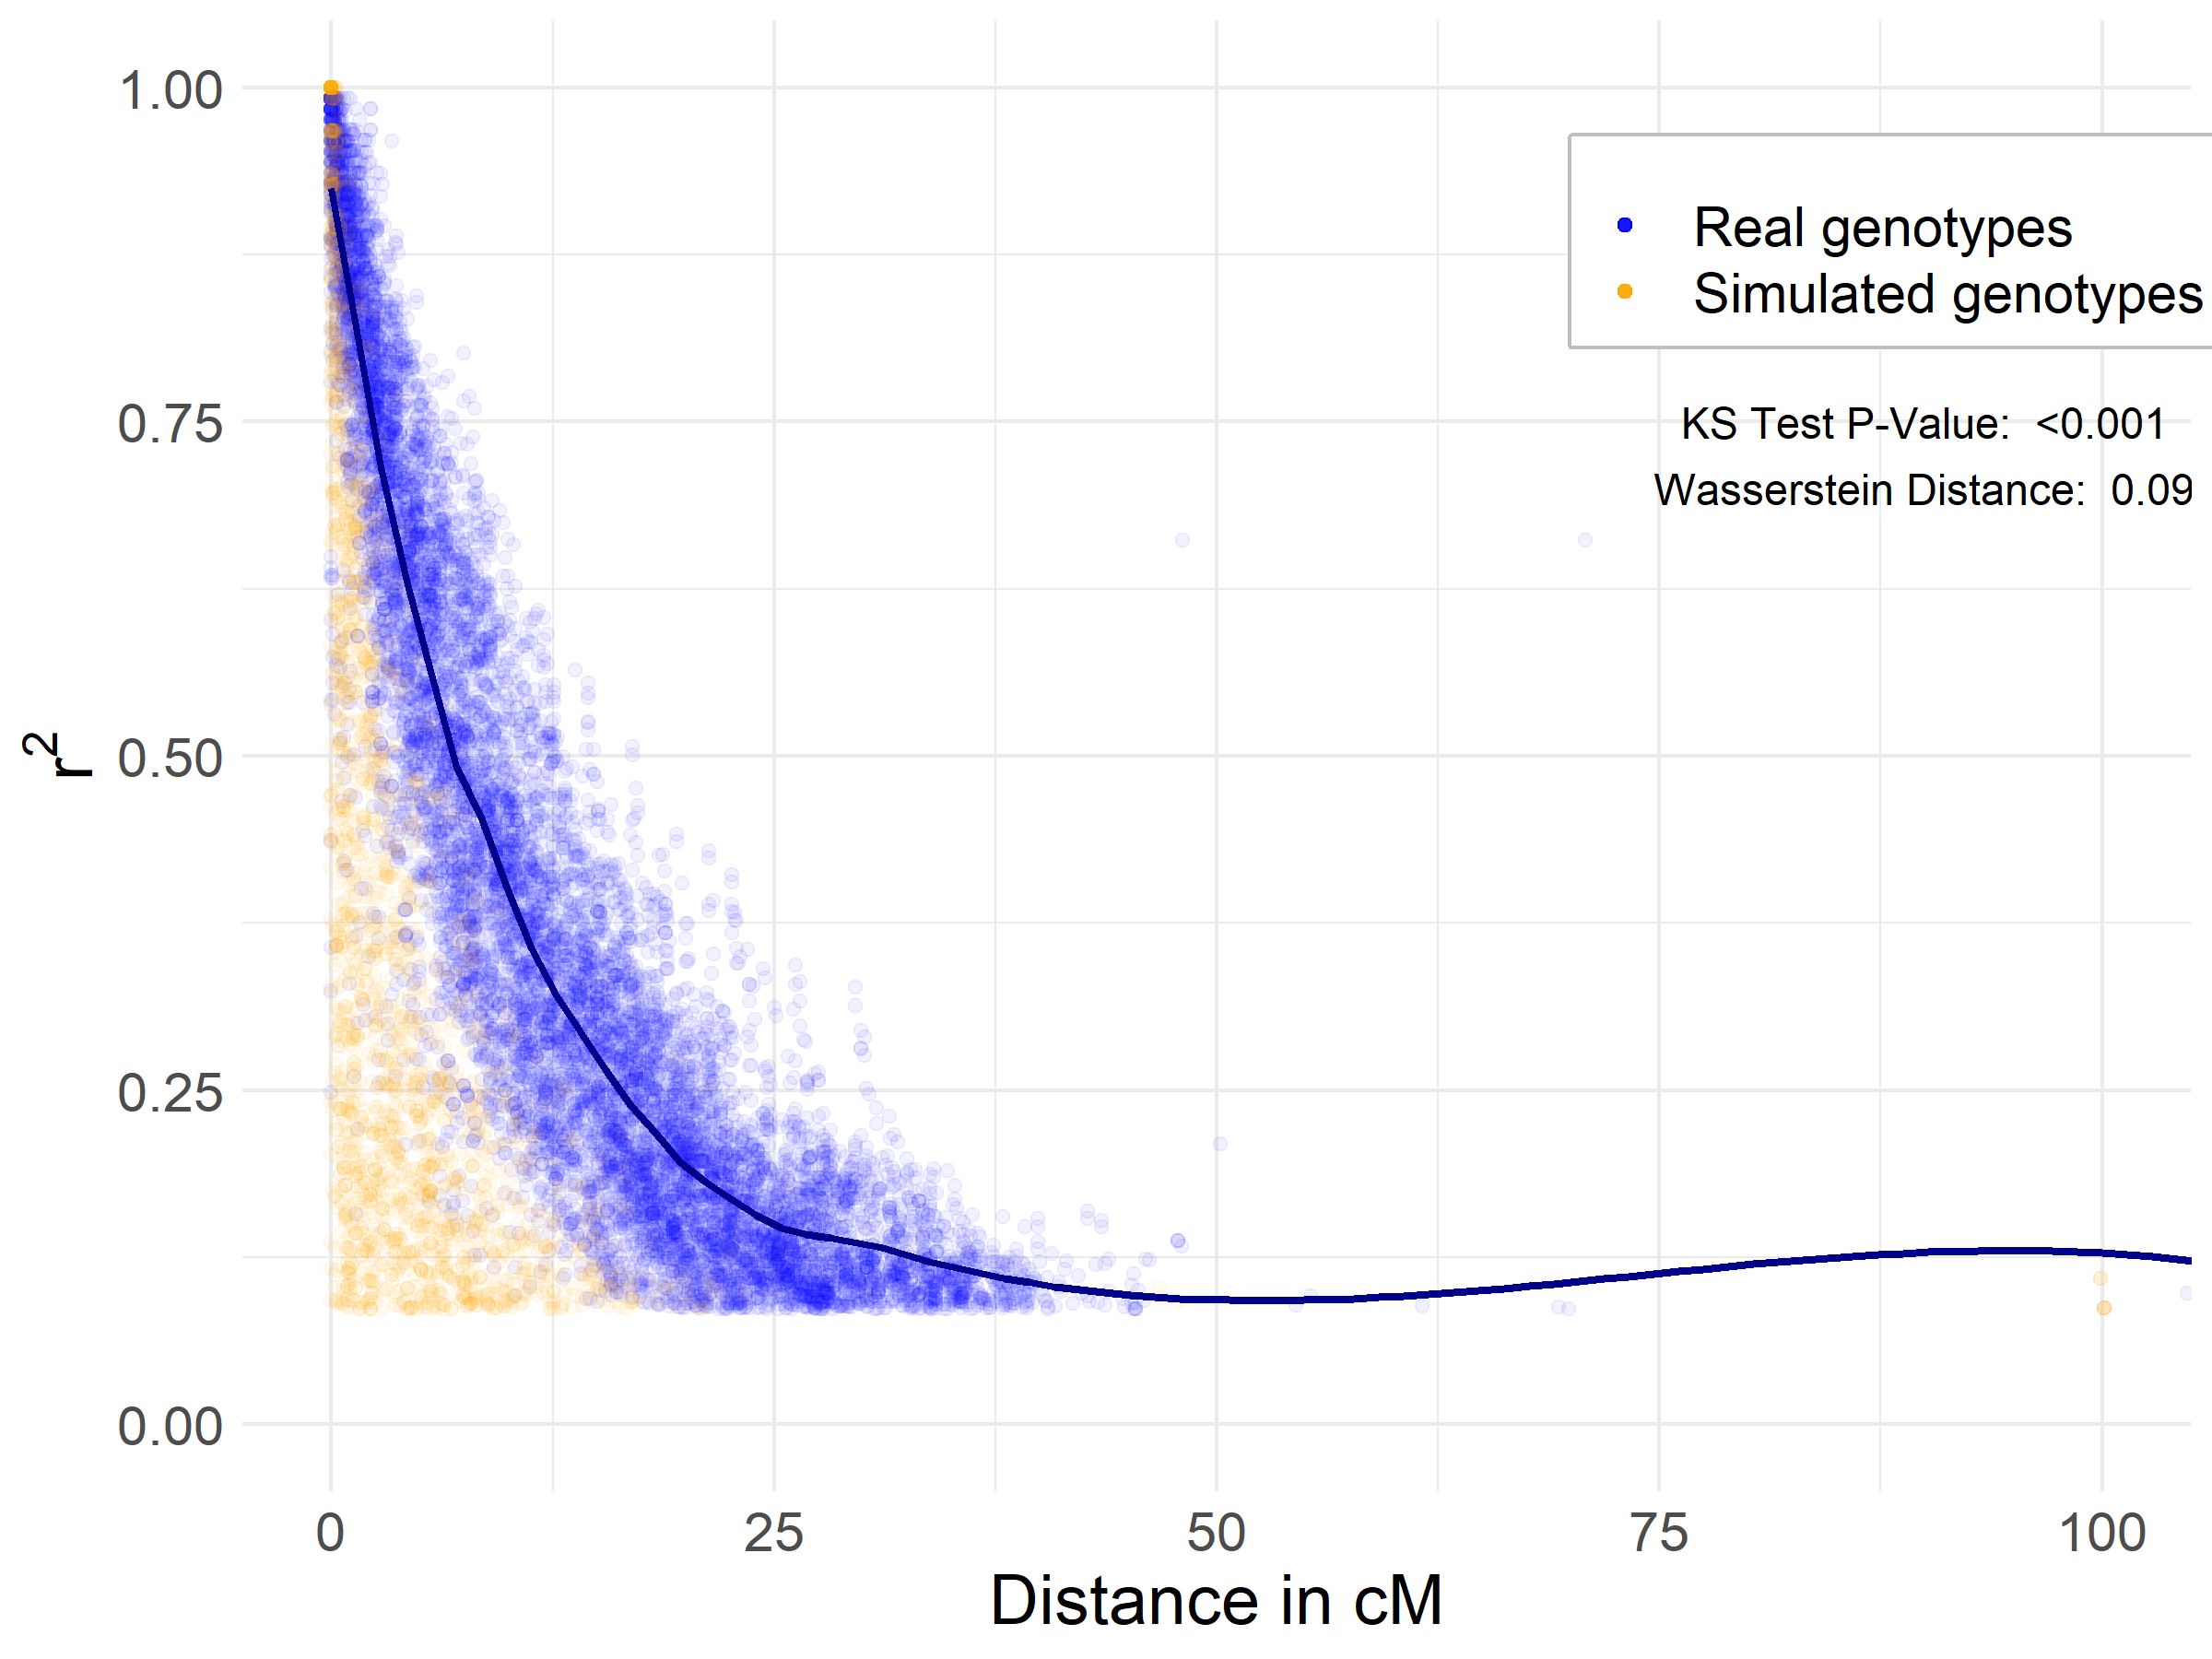 1.00
0.75
0.50
0.25
0.00
r²
Real genotypes
Simulated genotypes
KS Test P-Value: <0.001
Wasserstein Distance: 0.09
0 25 50 75 100
Distance in cM